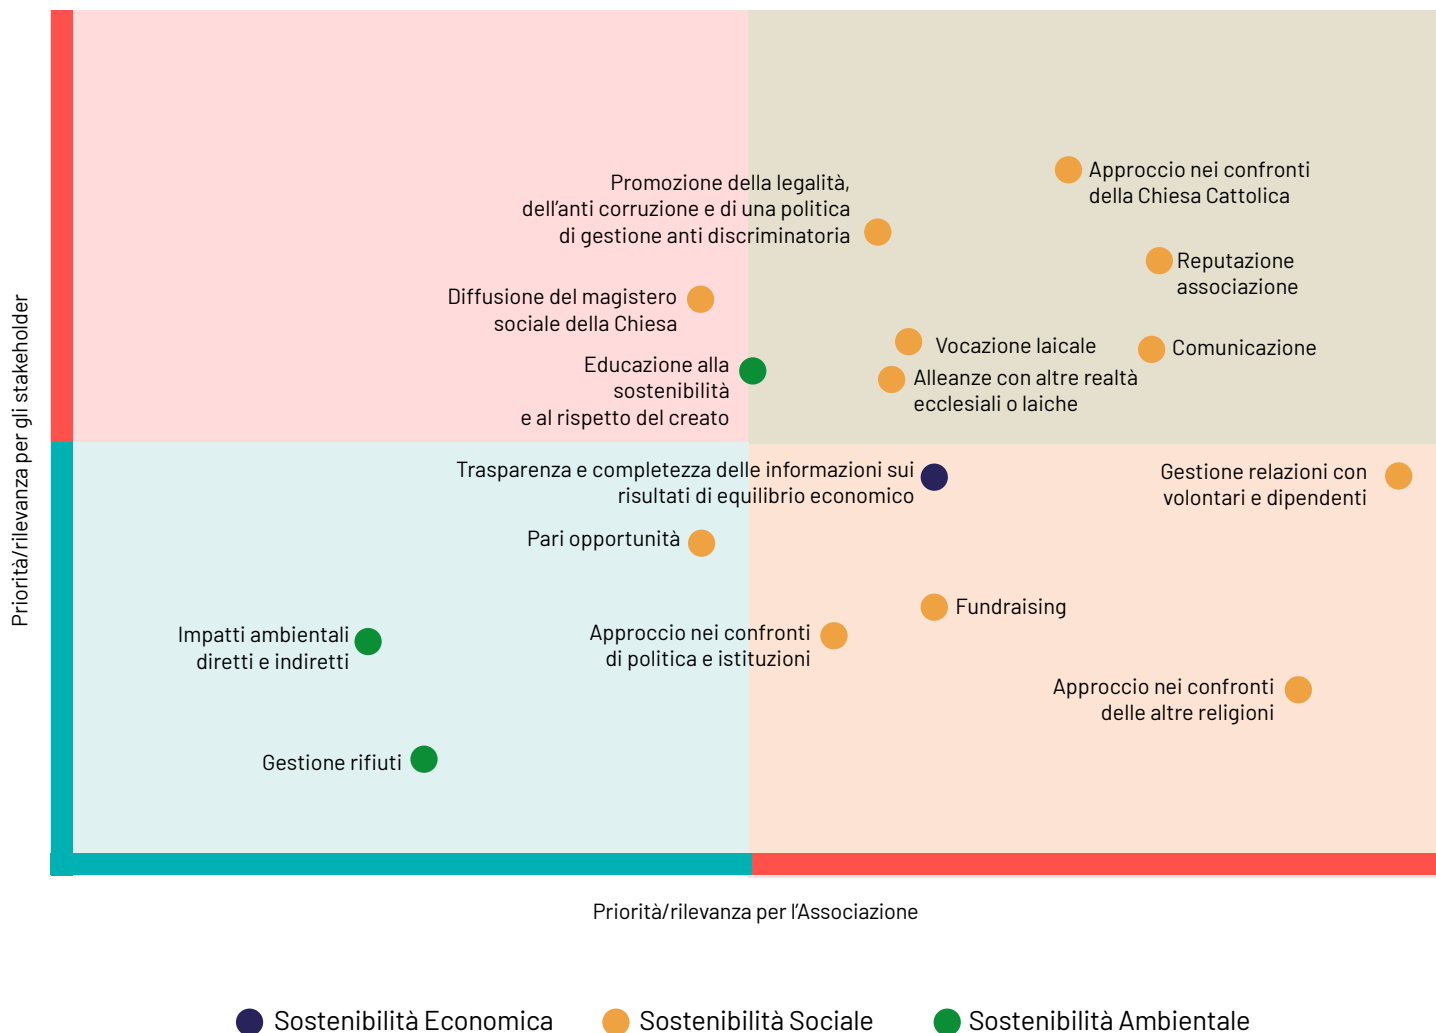 Approccio nei confronti
della Chiesa Cattolica
Promozione della legalità,
dell'anti corruzione e di una politica
di gestione anti discriminatoria
Reputazione
associazione
Diffusione del magistero
sociale della Chiesa
Vocazione laicale
Comunicazione
Educazione alla
sostenibilità
e al rispetto del creato
Alleanze con altre realtà
ecclesiali o laiche
Priorità/rilevanza per gli stakeholder
Trasparenza e completezza delle informazioni sui
risultati di equilibrio economico
Gestione relazioni con
volontari e dipendenti
Pari opportunità
Fundraising
Impatti ambientali
diretti e indiretti
Approccio nei confronti
di politica e istituzioni
Approccio nei confronti
delle altre religioni
Gestione rifiuti
Priorità/rilevanza per l'Associazione
Sostenibilità Economica
Sostenibilità Sociale
Sostenibilità Ambientale